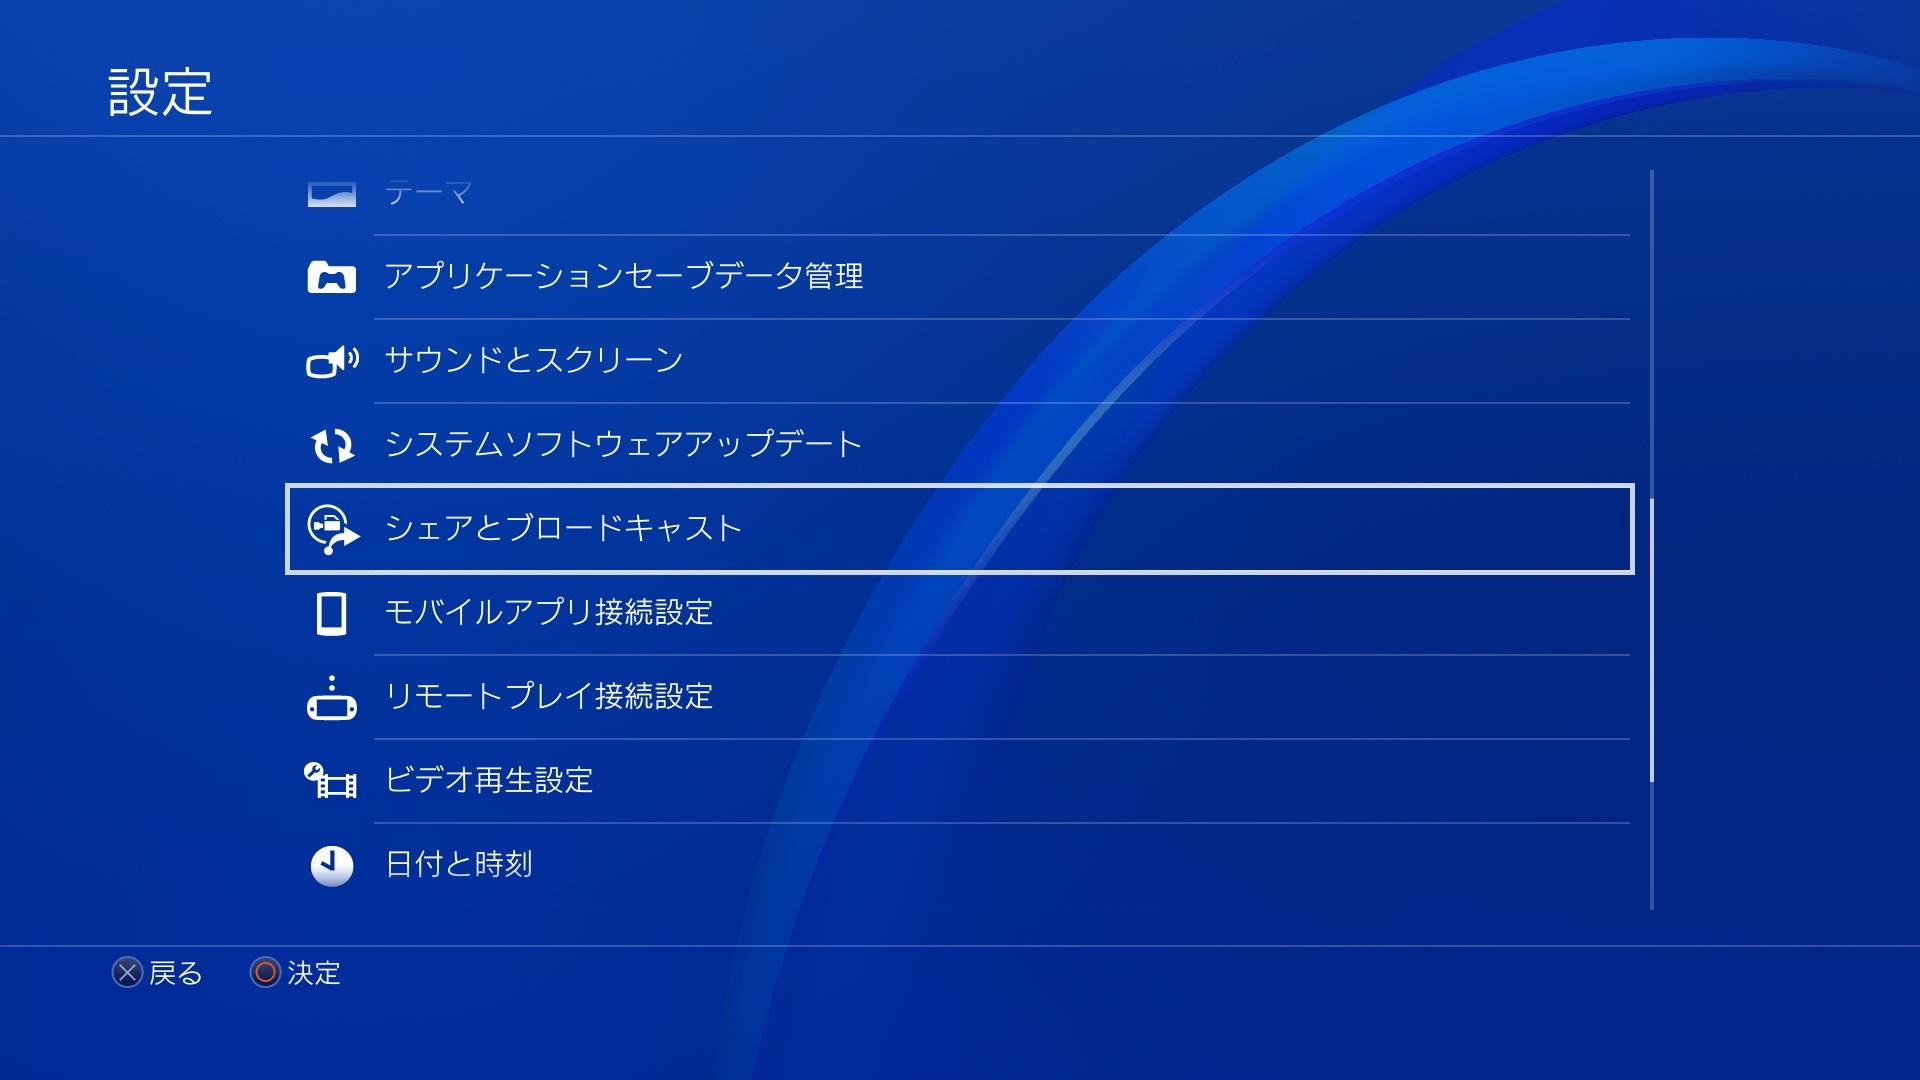 設定
テーマ
アプリケーションセーブデータ管理
サウンドとスクリーン
システムソフトウェアアップデート
シェアとブロードキャスト
モバイルアプリ接続設定
リモートプレイ接続設定
ビデオ再生設定
日付と時刻
戻る 決定